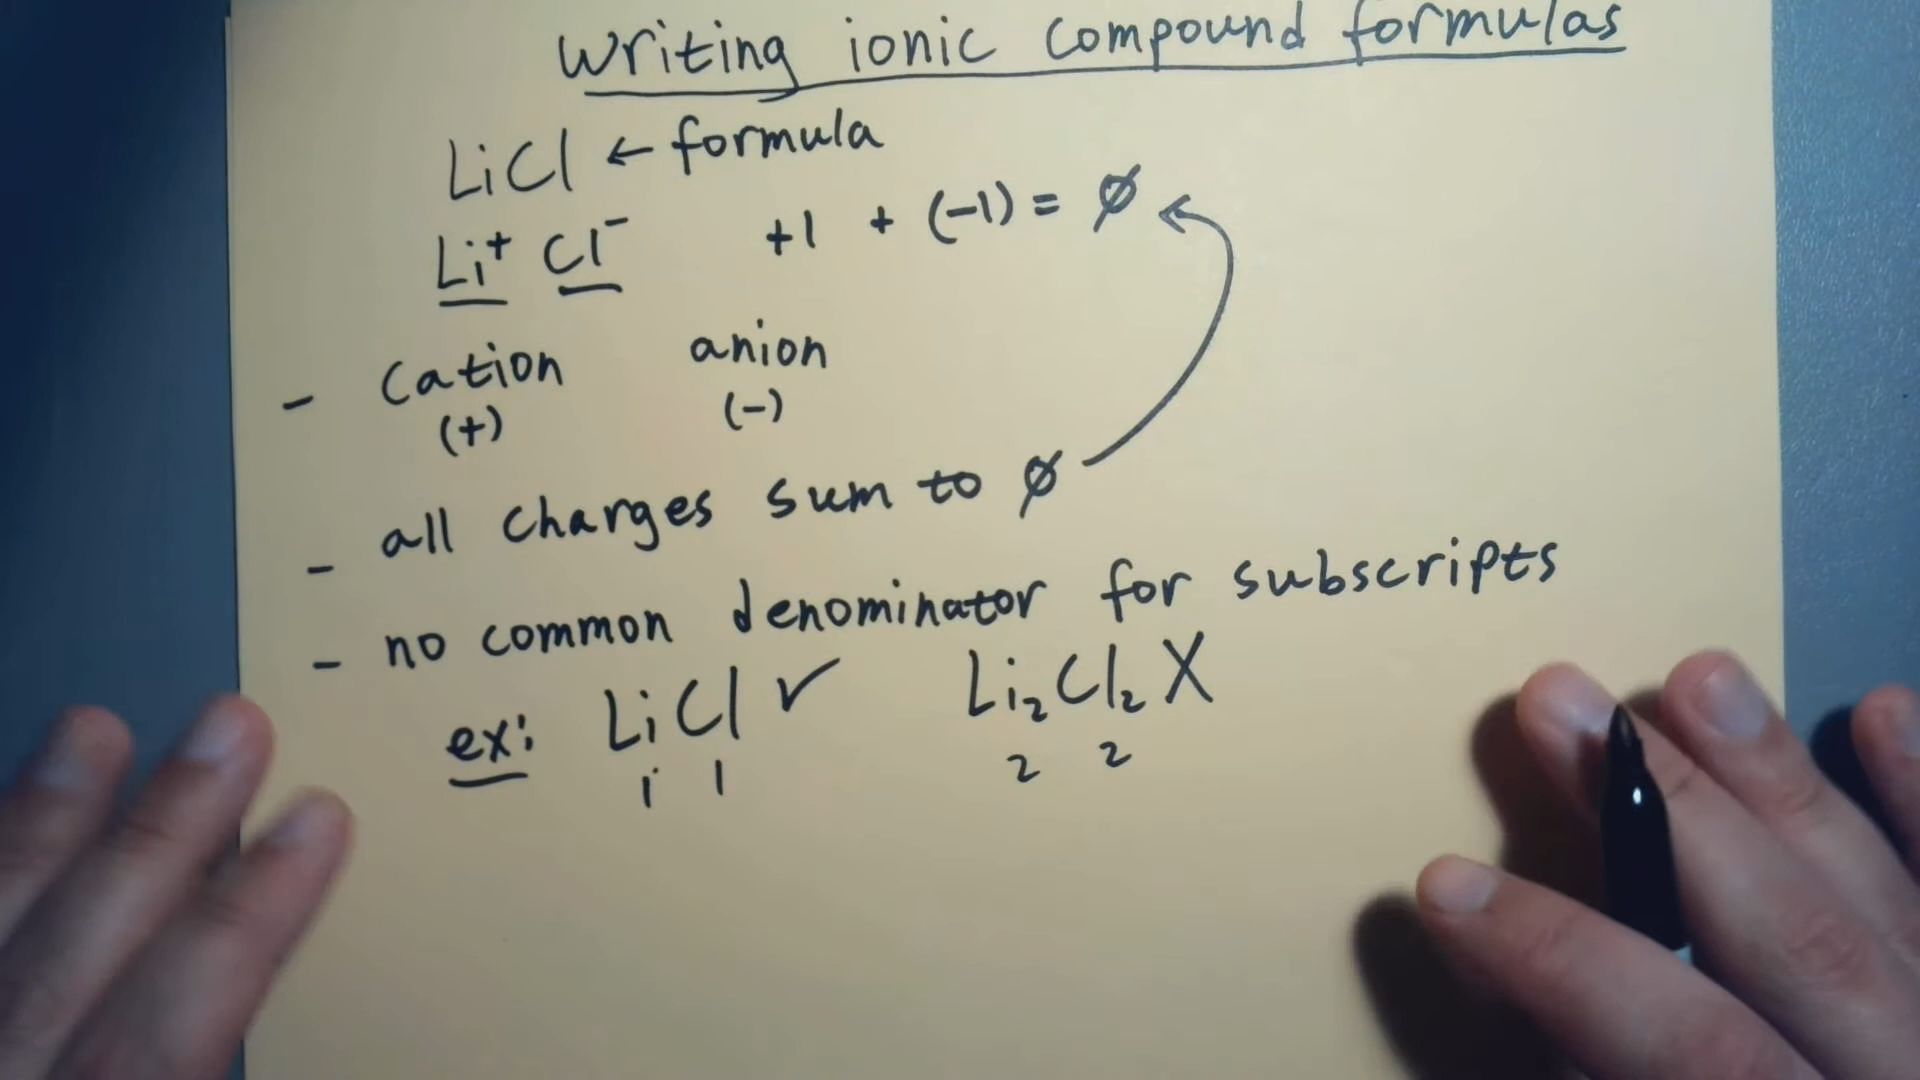 Writing ionic compound formulas
LiCl ← formula
Li⁺ Cl⁻ +1 + (-1) = ∅
- cation anion
(+) (-)
- all charges sum to ∅
- no common denominator for subscripts
ex: LiCl ✓ Li₂Cl₂ X
1 1 2 2